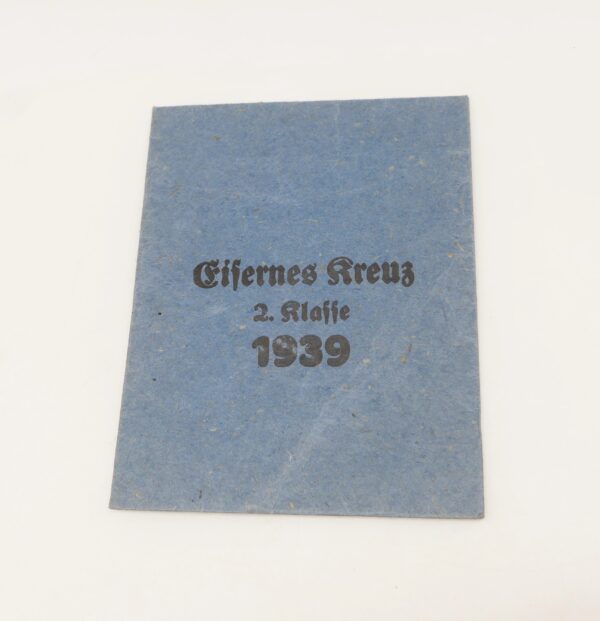 Eisernes Kreuz
2. Klasse
1939